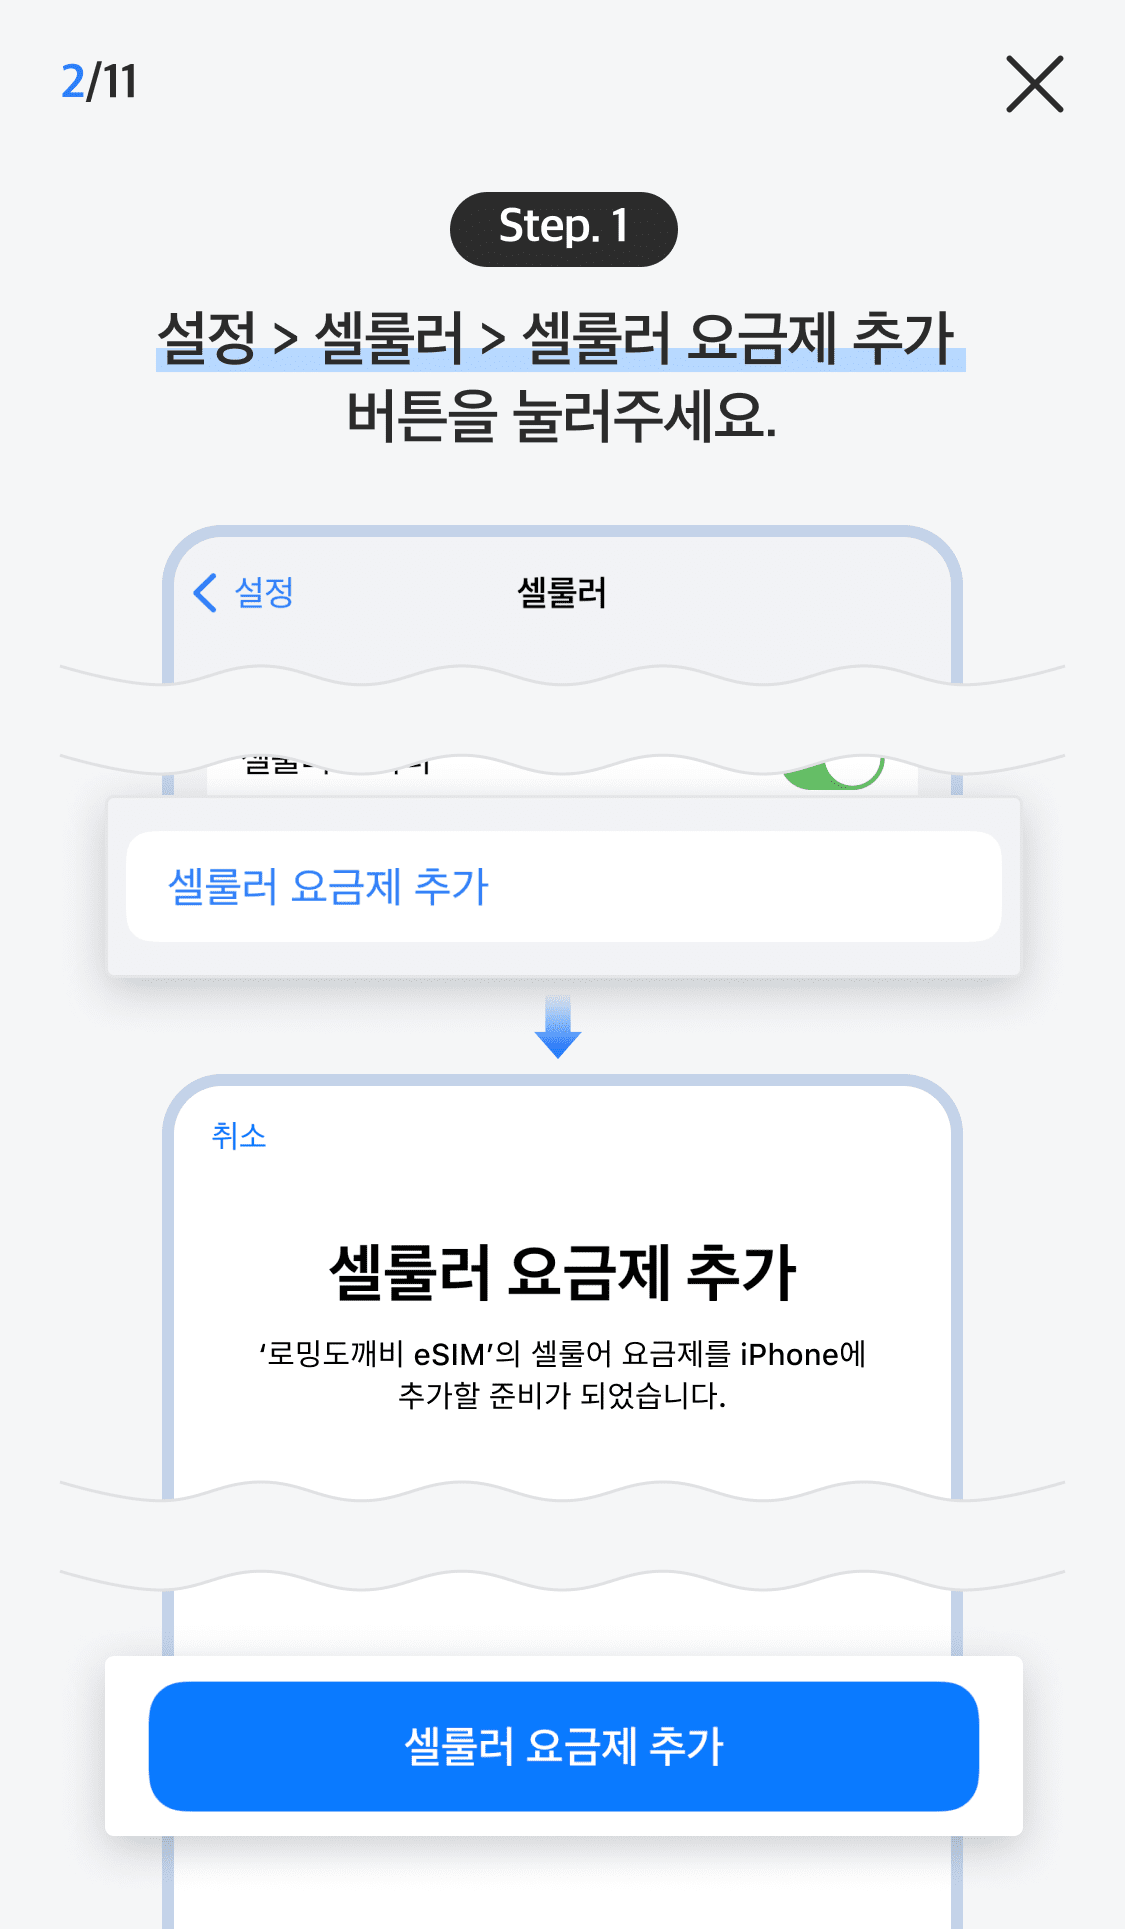 2/11
Step. 1
설정 > 셀룰러 > 셀룰러 요금제 추가
버튼을 눌러주세요.
설정
셀룰러
셀룰러 요금제 추가
취소
셀룰러 요금제 추가
‘로밍도깨비 eSIM’의 셀룰어 요금제를 iPhone에
추가할 준비가 되었습니다.
셀룰러 요금제 추가